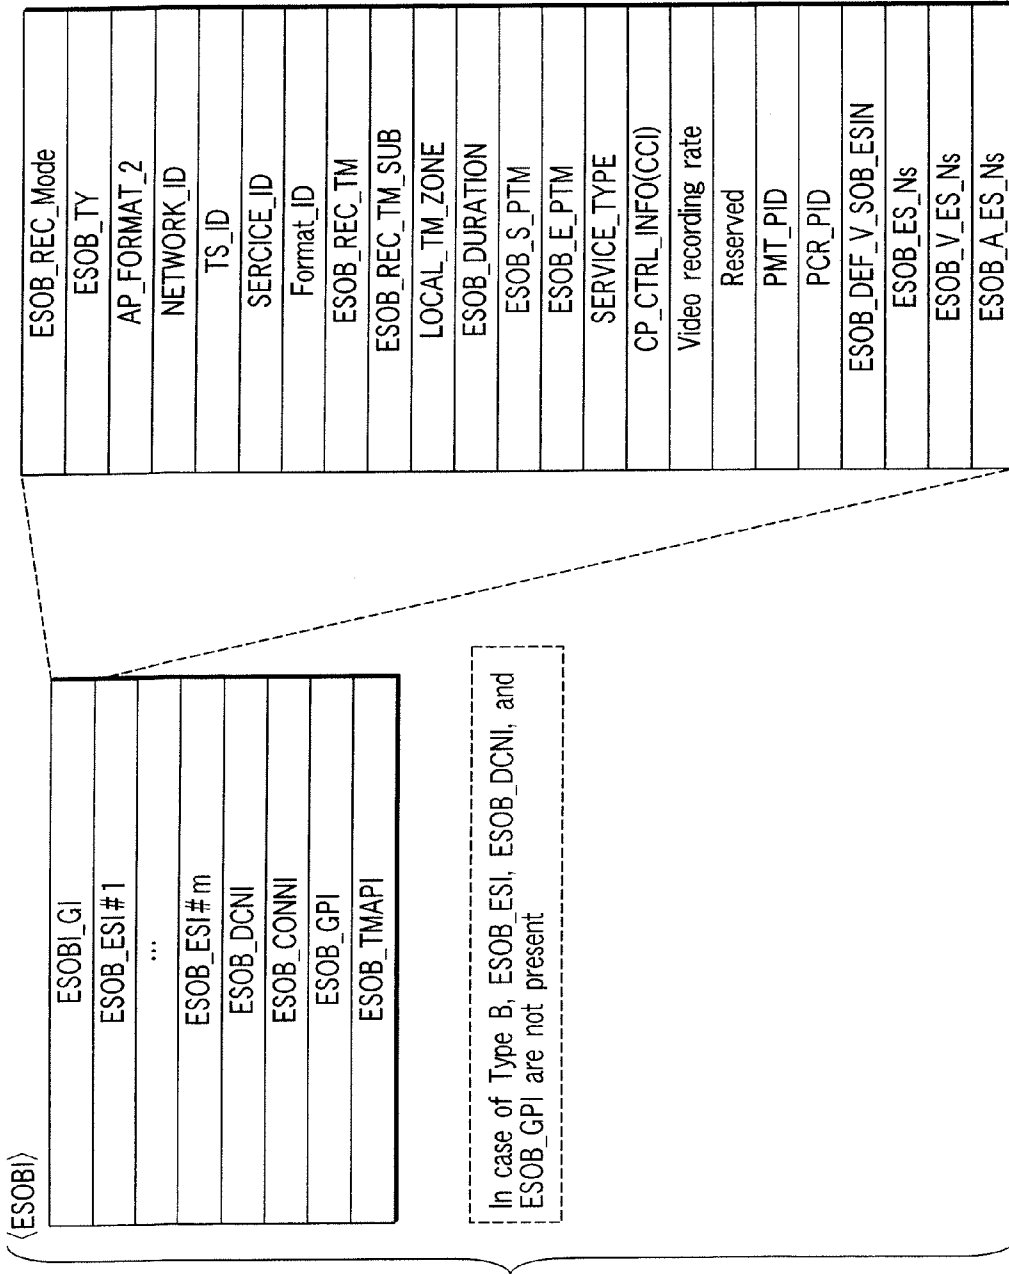 ⟨ESOBI⟩
ESOBI_GI
ESOB_ESI#1
...
ESOB_ESI#m
ESOB_DCNI
ESOB_CONNI
ESOB_GPI
ESOB_TMAPI
In case of Type B, ESOB_ESI, ESOB_DCNI, and
ESOB_GPI are not present
ESOB_REC_Mode
ESOB_TY
AP_FORMAT_2
NETWORK_ID
TS_ID
SERCICE_ID
Format_ID
ESOB_REC_TM
ESOB_REC_TM_SUB
LOCAL_TM_ZONE
ESOB_DURATION
ESOB_S_PTM
ESOB_E_PTM
SERVICE_TYPE
CP_CTRL_INFO(CCI)
Video recording rate
Reserved
PMT_PID
PCR_PID
ESOB_DEF_V_SOB_ESIN
ESOB_ES_Ns
ESOB_V_ES_Ns
ESOB_A_ES_Ns